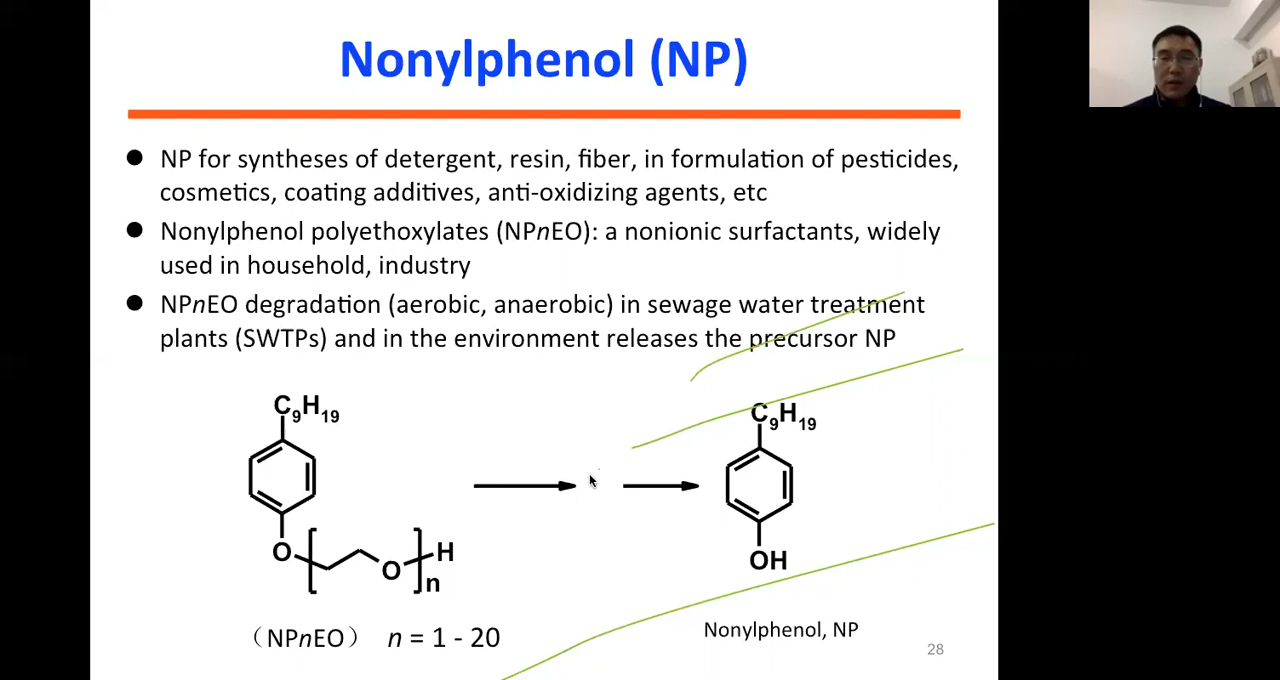 Nonylphenol (NP)
● NP for syntheses of detergent, resin, fiber, in formulation of pesticides,
cosmetics, coating additives, anti-oxidizing agents, etc
● Nonylphenol polyethoxylates (NPnEO): a nonionic surfactants, widely
used in household, industry
● NPnEO degradation (aerobic, anaerobic) in sewage water treatment
plants (SWTPs) and in the environment releases the precursor NP
C9H19
C9H19
O
O
H
n
OH
（NPnEO） n = 1 - 20
Nonylphenol, NP
28